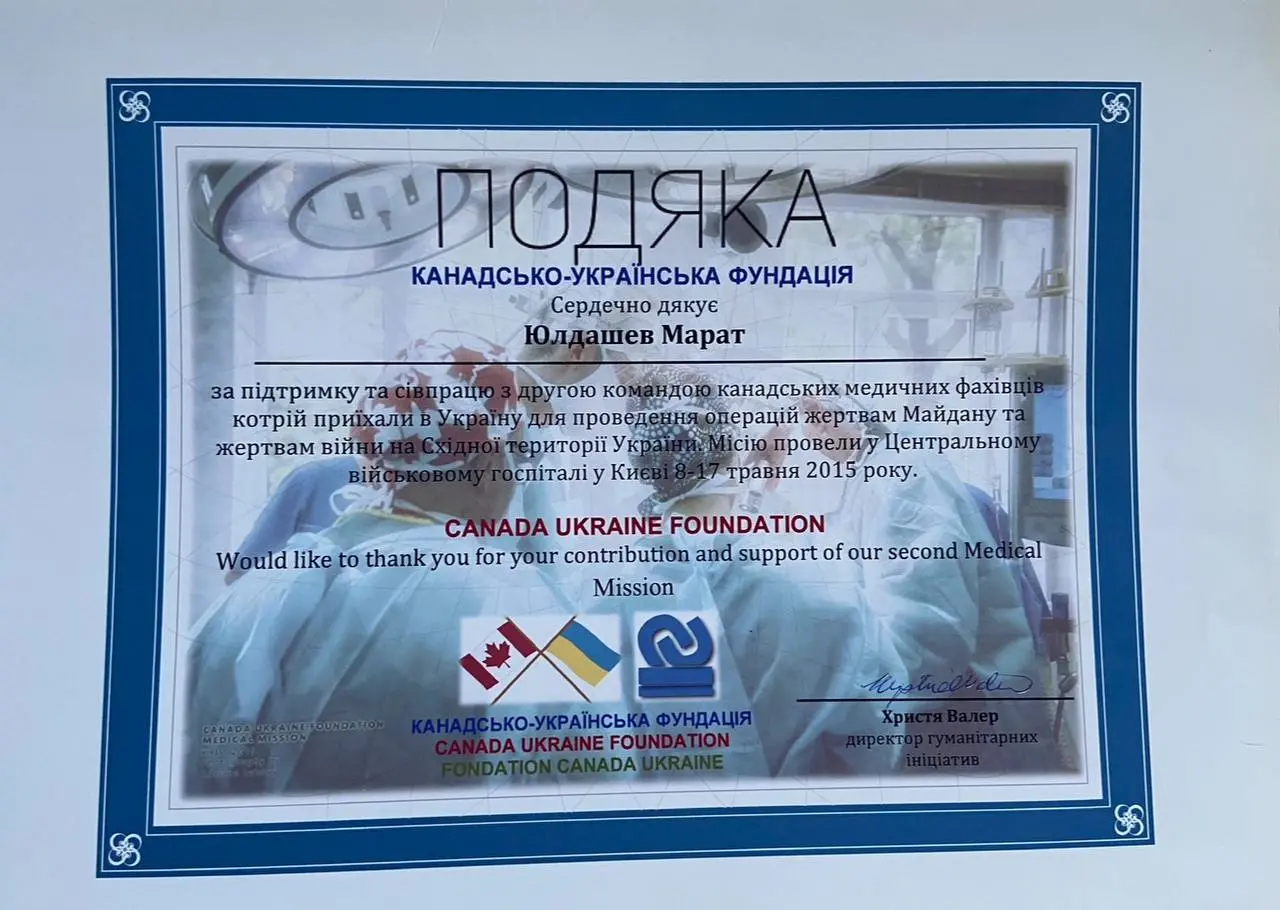 ПОДЯКА
КАНАДСЬКО-УКРАЇНСЬКА ФУНДАЦІЯ
Сердечно дякує
Юлдашев Марат
за підтримку та сівпрацю з другою командою канадських медичних фахівців
котрій приїхали в Україну для проведення операцій жертвам Майдану та
жертвам війни на Східної території України. Місію провели у Центральному
військовому госпіталі у Києві 8-17 травня 2015 року.
CANADA UKRAINE FOUNDATION
Would like to thank you for your contribution and support of our second Medical
Mission
КАНАДСЬКО-УКРАЇНСЬКА ФУНДАЦІЯ
CANADA UKRAINE FOUNDATION
FONDATION CANADA UKRAINE
Христя Валер
директор гуманітарних
ініціатив
CANADA UKRAINE FOUNDATION
MEDICAL MISSION